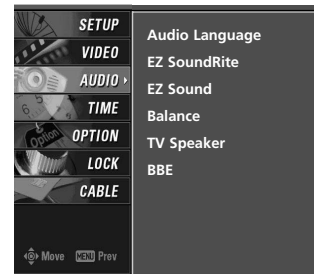 SETUP
VIDEO
AUDIO
TIME
OPTION
LOCK
CABLE
Move MENU Prev
Audio Language
EZ SoundRite
EZ Sound
Balance
TV Speaker
BBE